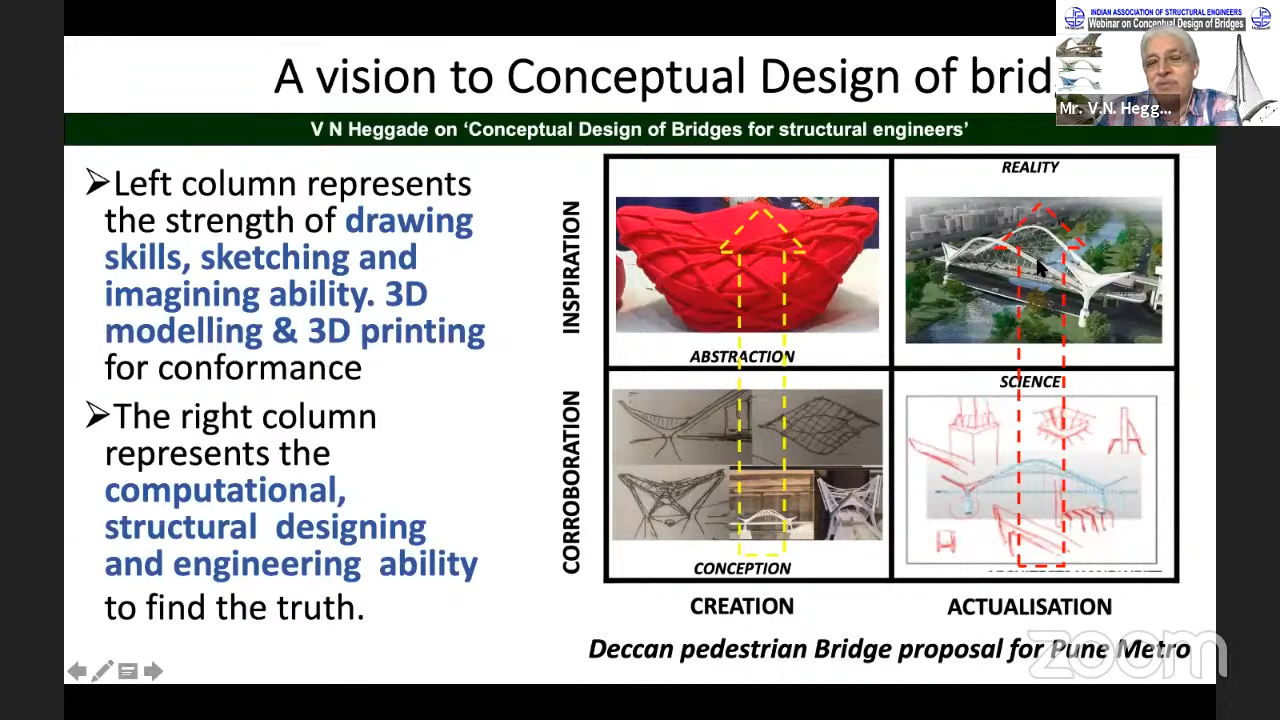 INDIAN ASSOCIATION OF STRUCTURAL ENGINEERS
Webinar on Conceptual Design of Bridges
Mr. V.N. Hegg...
A vision to Conceptual Design of brid
V N Heggade on ‘Conceptual Design of Bridges for structural engineers’
➢Left column represents
the strength of drawing
skills, sketching and
imagining ability. 3D
modelling & 3D printing
for conformance
➢The right column
represents the
computational,
structural designing
and engineering ability
to find the truth.
INSPIRATION
CORROBORATION
ABSTRACTION
REALITY
CONCEPTION
SCIENCE
CREATION
ACTUALISATION
Deccan pedestrian Bridge proposal for Pune Metro
zoom